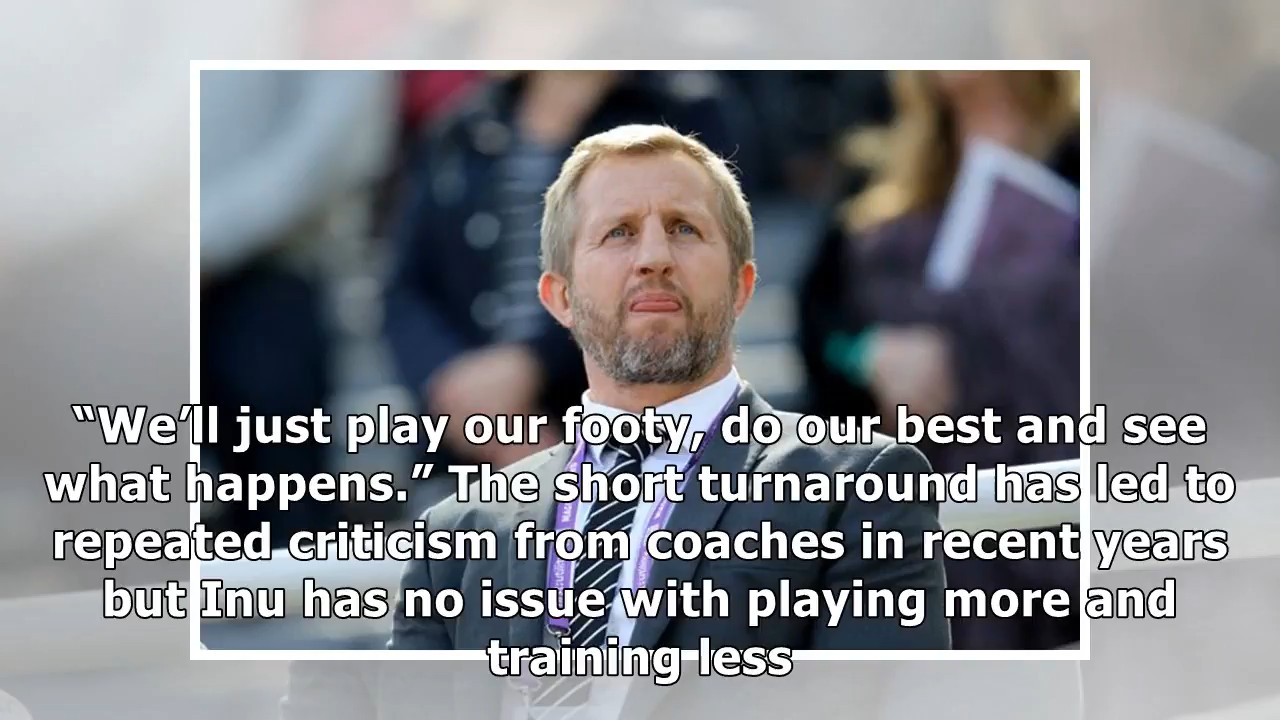 “We’ll just play our footy, do our best and see
what happens.” The short turnaround has led to
repeated criticism from coaches in recent years
but Inu has no issue with playing more and
training less